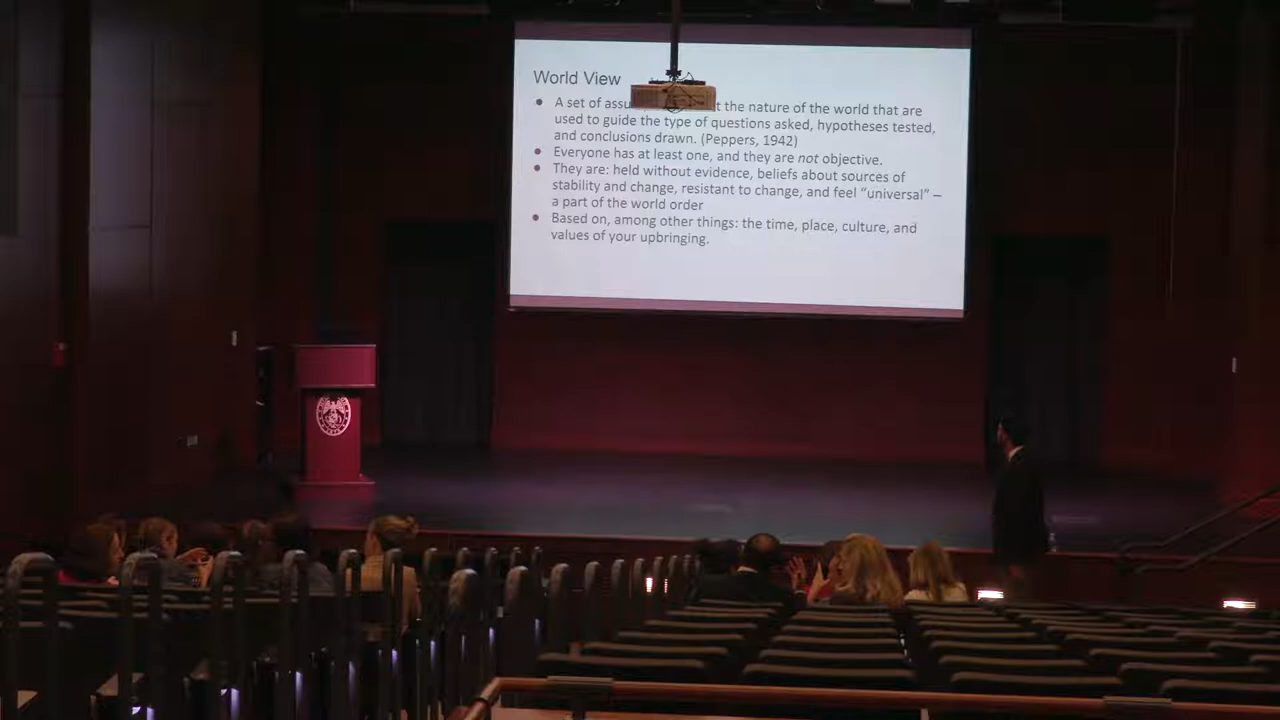 World View
● A set of assu t the nature of the world that are
used to guide the type of questions asked, hypotheses tested,
and conclusions drawn. (Peppers, 1942)
● Everyone has at least one, and they are not objective.
● They are: held without evidence, beliefs about sources of
stability and change, resistant to change, and feel “universal” –
a part of the world order
● Based on, among other things: the time, place, culture, and
values of your upbringing.